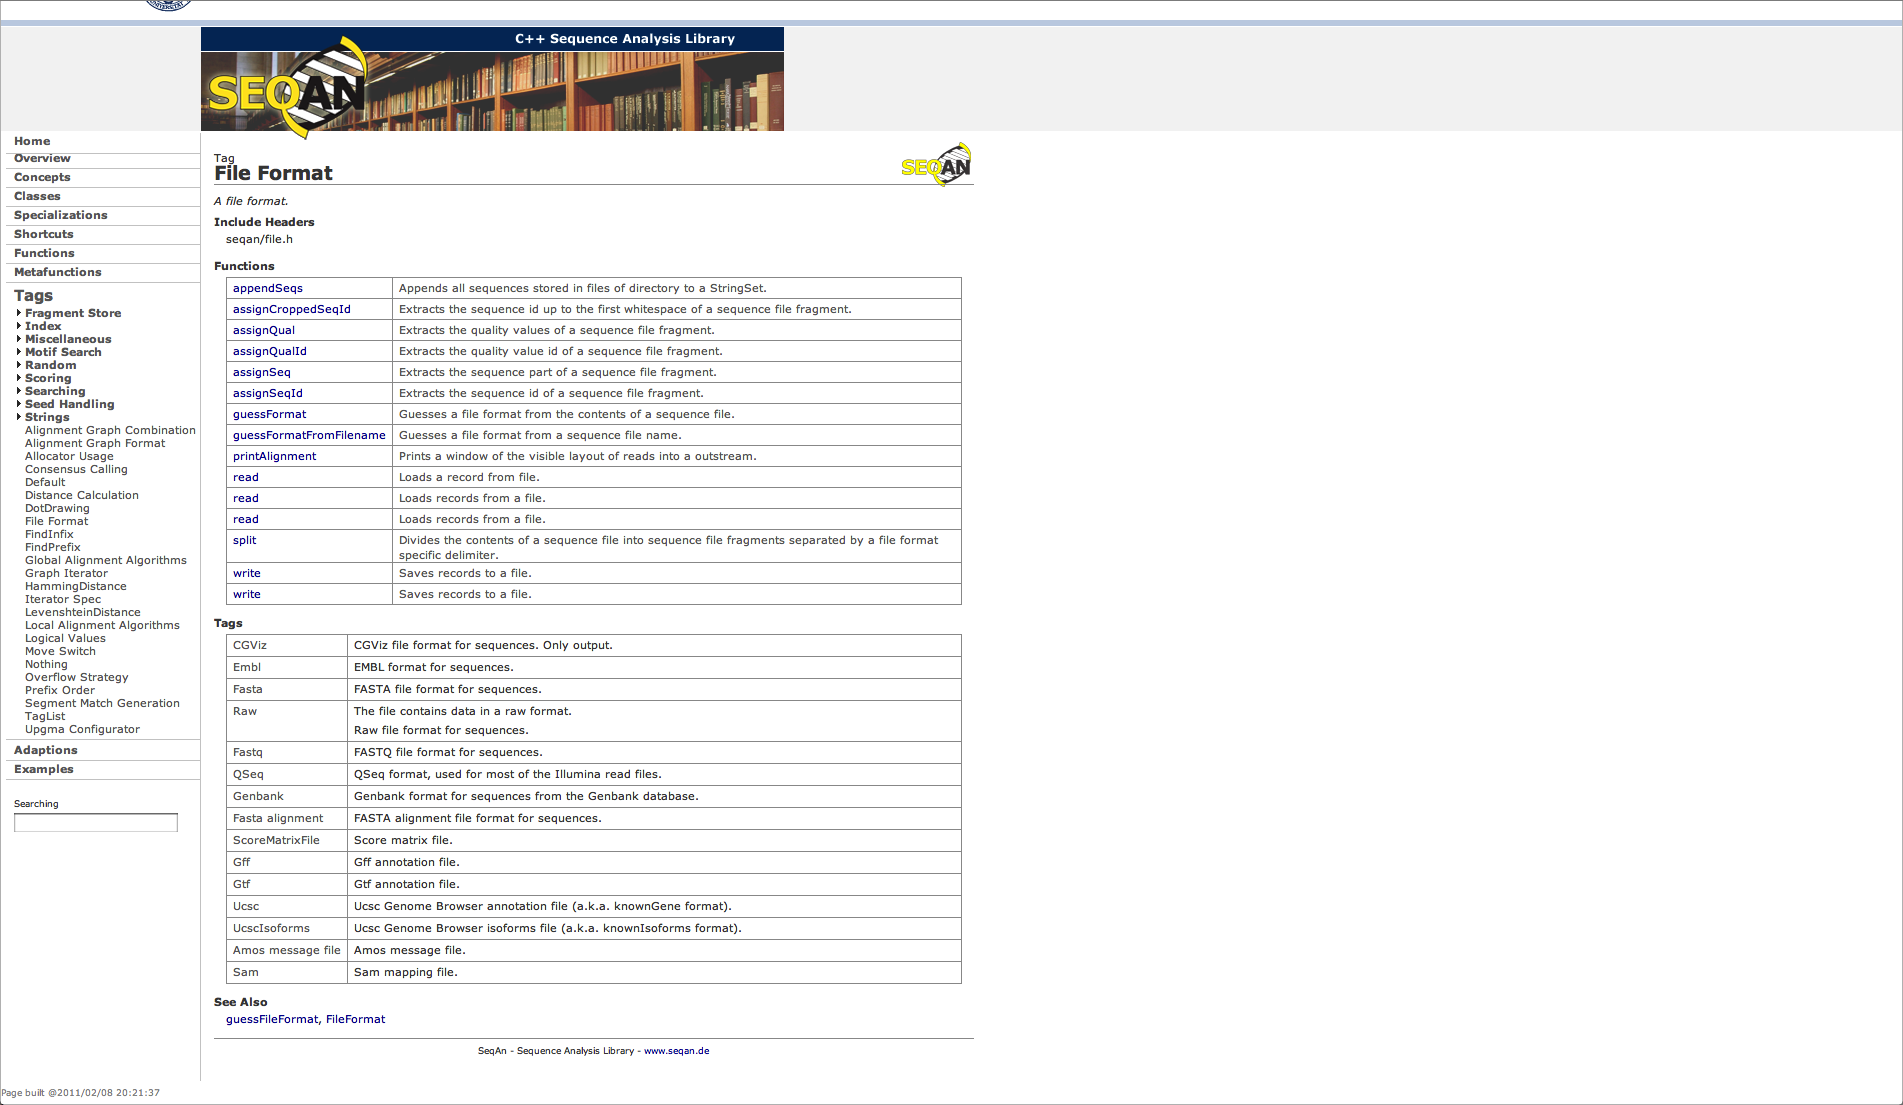 C++ Sequence Analysis Library
SEQAN
Home
Overview
Concepts
Classes
Specializations
Shortcuts
Functions
Metafunctions
Tags
Fragment Store
Index
Miscellaneous
Motif Search
Random
Scoring
Searching
Seed Handling
Strings
Alignment Graph Combination
Alignment Graph Format
Allocator Usage
Consensus Calling
Default
Distance Calculation
DotDrawing
File Format
FindInfix
FindPrefix
Global Alignment Algorithms
Graph Iterator
HammingDistance
Iterator Spec
LevenshteinDistance
Local Alignment Algorithms
Logical Values
Move Switch
Nothing
Overflow Strategy
Prefix Order
Segment Match Generation
TagList
Upgma Configurator
Adaptions
Examples
Searching
Tag
File Format
SEQAN
A file format.
Include Headers
seqan/file.h
Functions
appendSeqs Appends all sequences stored in files of directory to a StringSet.
assignCroppedSeqId Extracts the sequence id up to the first whitespace of a sequence file fragment.
assignQual Extracts the quality values of a sequence file fragment.
assignQualId Extracts the quality value id of a sequence file fragment.
assignSeq Extracts the sequence part of a sequence file fragment.
assignSeqId Extracts the sequence id of a sequence file fragment.
guessFormat Guesses a file format from the contents of a sequence file.
guessFormatFromFilename Guesses a file format from a sequence file name.
printAlignment Prints a window of the visible layout of reads into a outstream.
read Loads a record from file.
read Loads records from a file.
read Loads records from a file.
split Divides the contents of a sequence file into sequence file fragments separated by a file format
specific delimiter.
write Saves records to a file.
write Saves records to a file.
Tags
CGViz CGViz file format for sequences. Only output.
Embl EMBL format for sequences.
Fasta FASTA file format for sequences.
Raw The file contains data in a raw format.
Raw file format for sequences.
Fastq FASTQ file format for sequences.
QSeq QSeq format, used for most of the Illumina read files.
Genbank Genbank format for sequences from the Genbank database.
Fasta alignment FASTA alignment file format for sequences.
ScoreMatrixFile Score matrix file.
Gff Gff annotation file.
Gtf Gtf annotation file.
Ucsc Ucsc Genome Browser annotation file (a.k.a. knownGene format).
UcscIsoforms Ucsc Genome Browser isoforms file (a.k.a. knownIsoforms format).
Amos message file Amos message file.
Sam Sam mapping file.
See Also
guessFileFormat, FileFormat
SeqAn - Sequence Analysis Library - www.seqan.de
Page built @2011/02/08 20:21:37